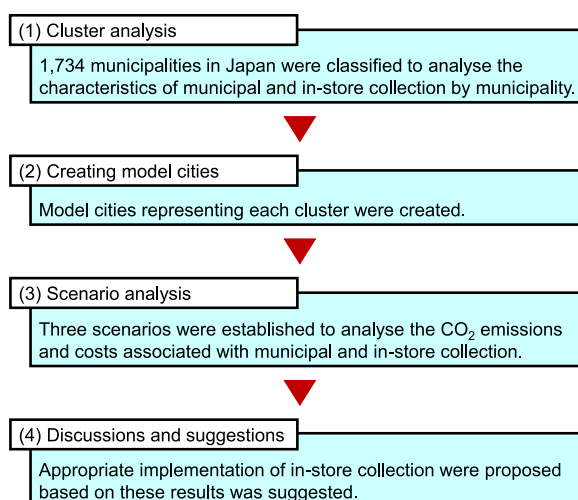 (1) Cluster analysis
1,734 municipalities in Japan were classified to analyse the
characteristics of municipal and in-store collection by municipality.
(2) Creating model cities
Model cities representing each cluster were created.
(3) Scenario analysis
Three scenarios were established to analyse the CO₂ emissions
and costs associated with municipal and in-store collection.
(4) Discussions and suggestions
Appropriate implementation of in-store collection were proposed
based on these results was suggested.